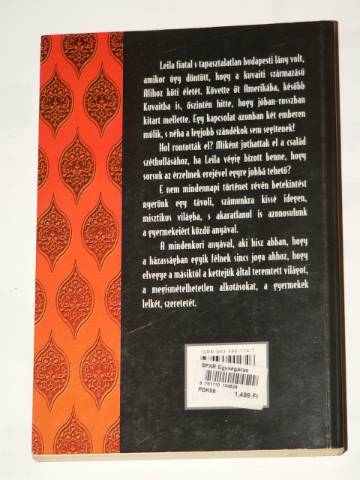 Leila fiatal s tapasztalatlan budapesti lány volt,
amikor úgy döntött, hogy a kuvaiti származású
Alihoz köti életét. Követte őt Amerikába, később
Kuvaitba is, őszintén hitte, hogy jóban-rosszban
kitart mellette. Egy kapcsolat azonban két emberen
múlik, s néha a legjobb szándékok sem segítenek!
Hol rontották el? Miként juthattak el a család
széthullásához, ha Leila végig bízott benne, hogy
sorsuk az érzelmek erejével egyre jobbá tehető?
E nem mindennapi történet révén betekintést
nyerünk egy távoli, számunkra kissé idegen,
misztikus világba, s akaratlanul is azonosulunk
a gyermekeiért küzdő anyával.
A mindenkori anyával, aki hisz abban, hogy
a házasságban egyik félnek sincs joga ahhoz, hogy
elvegye a másiktól a kettejük által teremtett világot,
a megismételhetetlen alkotásokat, a gyermekek
lelkét, szeretetét.
SPAR Egységáras
PDK88
1.499 Ft